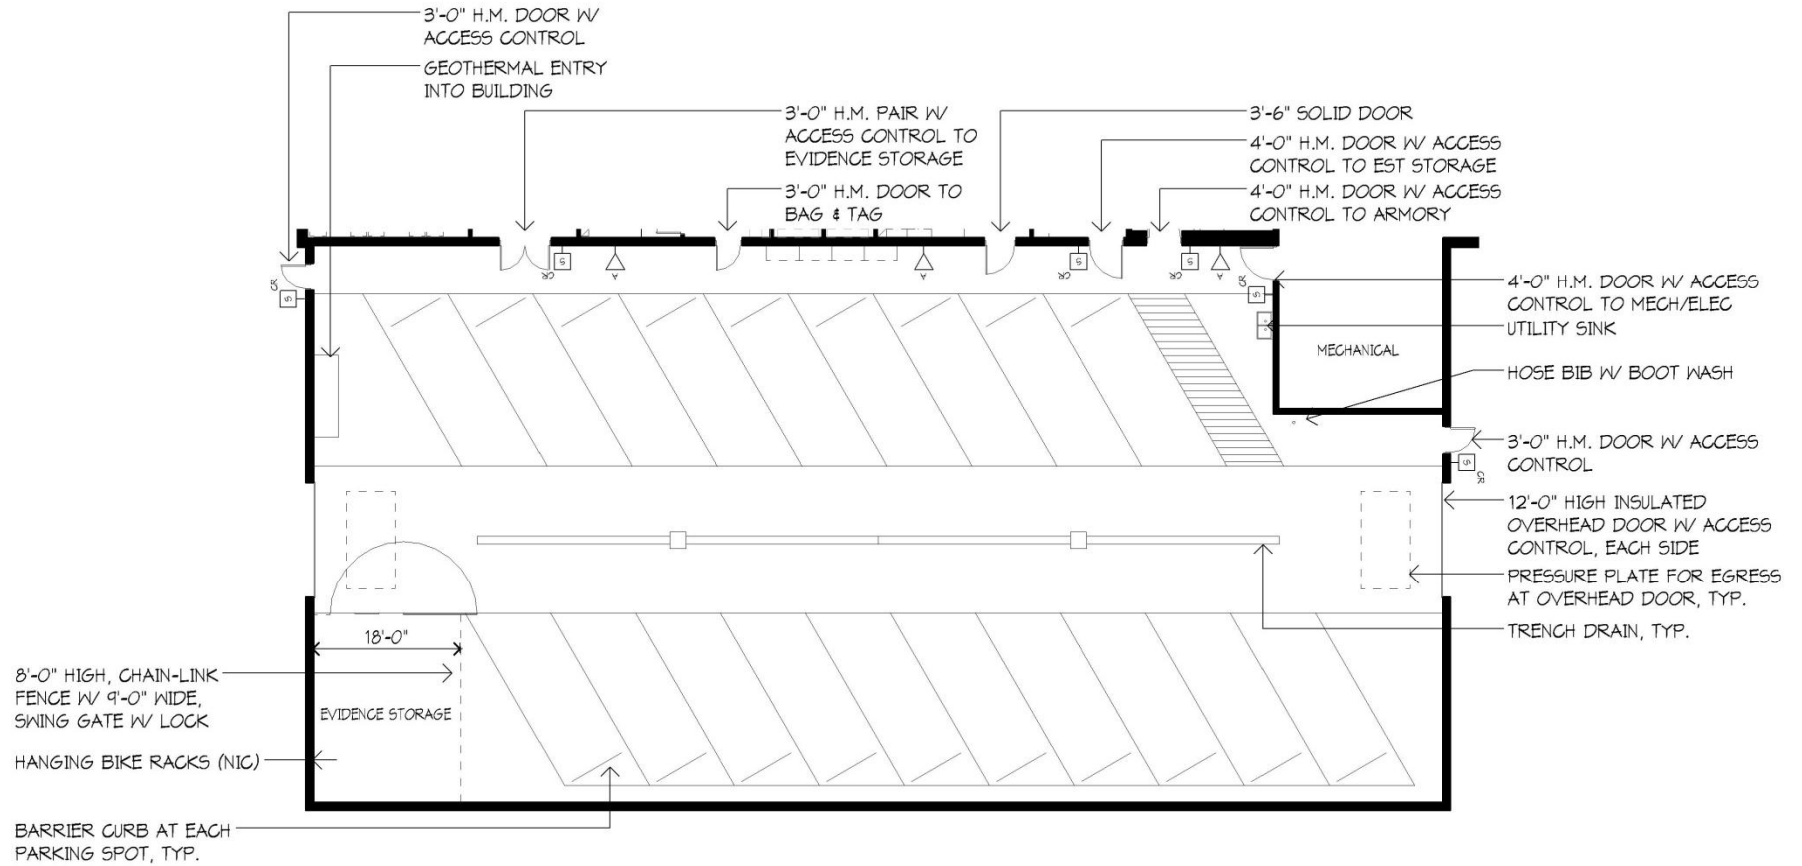 3'-0" H.M. DOOR W/
ACCESS CONTROL
GEOTHERMAL ENTRY
INTO BUILDING
3'-0" H.M. PAIR W/
ACCESS CONTROL TO
EVIDENCE STORAGE
3'-0" H.M. DOOR TO
BAG & TAG
3'-6" SOLID DOOR
4'-0" H.M. DOOR W/ ACCESS
CONTROL TO EST STORAGE
4'-0" H.M. DOOR W/ ACCESS
CONTROL TO ARMORY
S
CR
A
A
S
CR
S
CR
A
CR
S
CR
S
4'-0" H.M. DOOR W/ ACCESS
CONTROL TO MECH/ELEC
UTILITY SINK
MECHANICAL
HOSE BIB W/ BOOT WASH
3'-0" H.M. DOOR W/ ACCESS
CONTROL
S
CR
12'-0" HIGH INSULATED
OVERHEAD DOOR W/ ACCESS
CONTROL, EACH SIDE
PRESSURE PLATE FOR EGRESS
AT OVERHEAD DOOR, TYP.
TRENCH DRAIN, TYP.
18'-0"
8'-0" HIGH, CHAIN-LINK
FENCE W/ 9'-0" WIDE,
SWING GATE W/ LOCK
EVIDENCE STORAGE
HANGING BIKE RACKS (NIC)
BARRIER CURB AT EACH
PARKING SPOT, TYP.